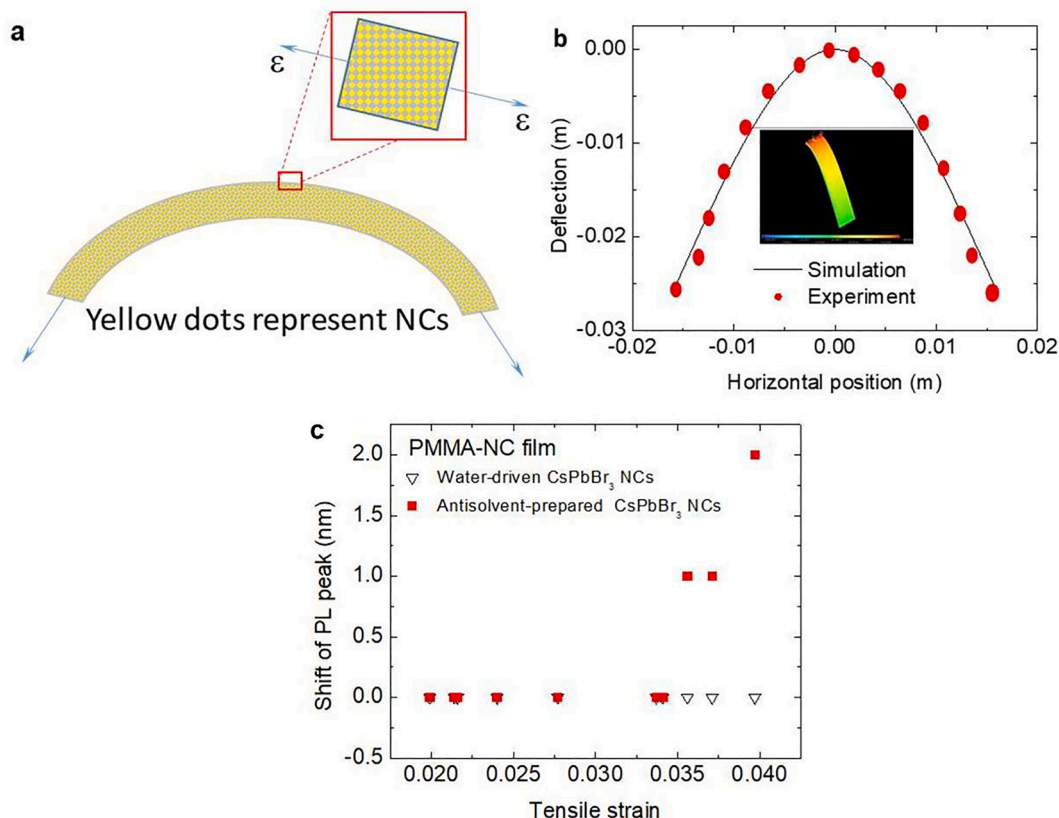 a
ε
ε
Yellow dots represent NCs
b
0.00
-0.01
-0.02
-0.03
Deflection (m)
Simulation
Experiment
-0.02
-0.01
0.00
0.01
0.02
Horizontal position (m)
c
PMMA-NC film
Water-driven CsPbBr₃ NCs
Antisolvent-prepared CsPbBr₃ NCs
2.0
1.5
1.0
0.5
0.0
-0.5
Shift of PL peak (nm)
0.020
0.025
0.030
0.035
0.040
Tensile strain